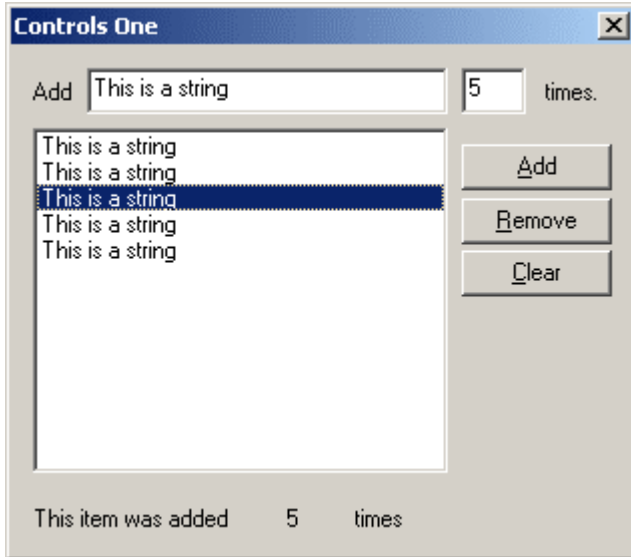 Controls One
Add This is a string 5 times.
This is a string
This is a string
This is a string
This is a string
This is a string
Add
Remove
Clear
This item was added 5 times